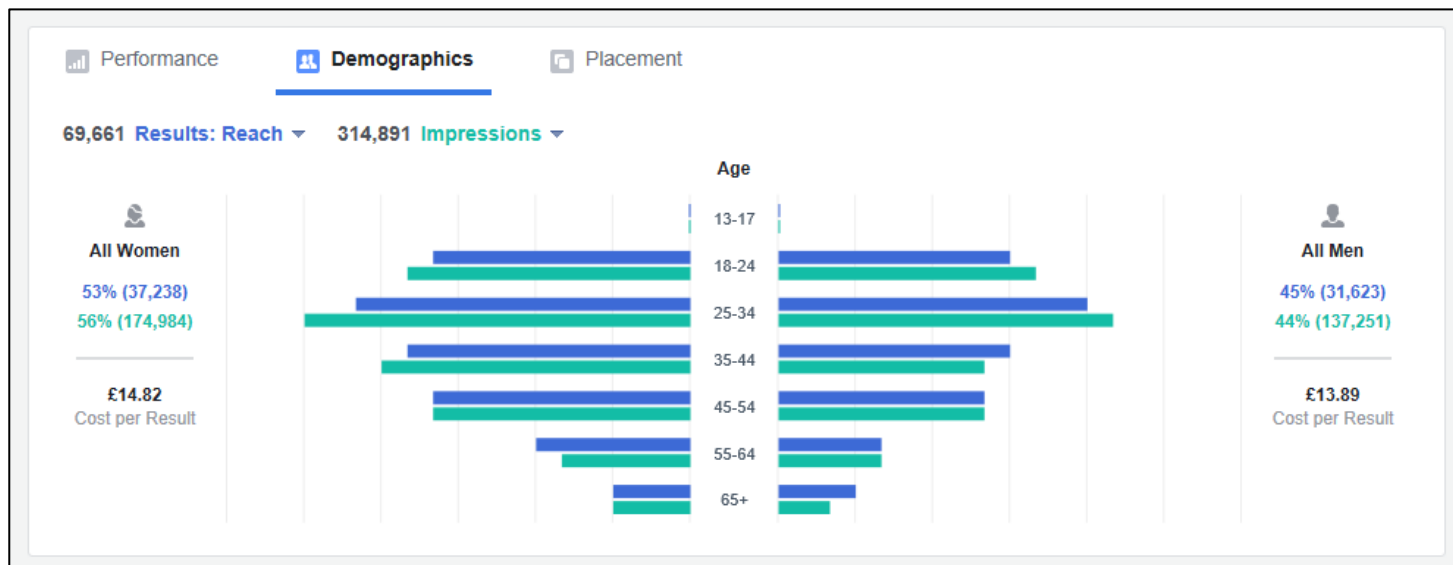 Performance
Demographics
Placement
69,661 Results: Reach
314,891 Impressions
Age
All Women
53% (37,238)
56% (174,984)
£14.82
Cost per Result
13-17
18-24
25-34
35-44
45-54
55-64
65+
All Men
45% (31,623)
44% (137,251)
£13.89
Cost per Result